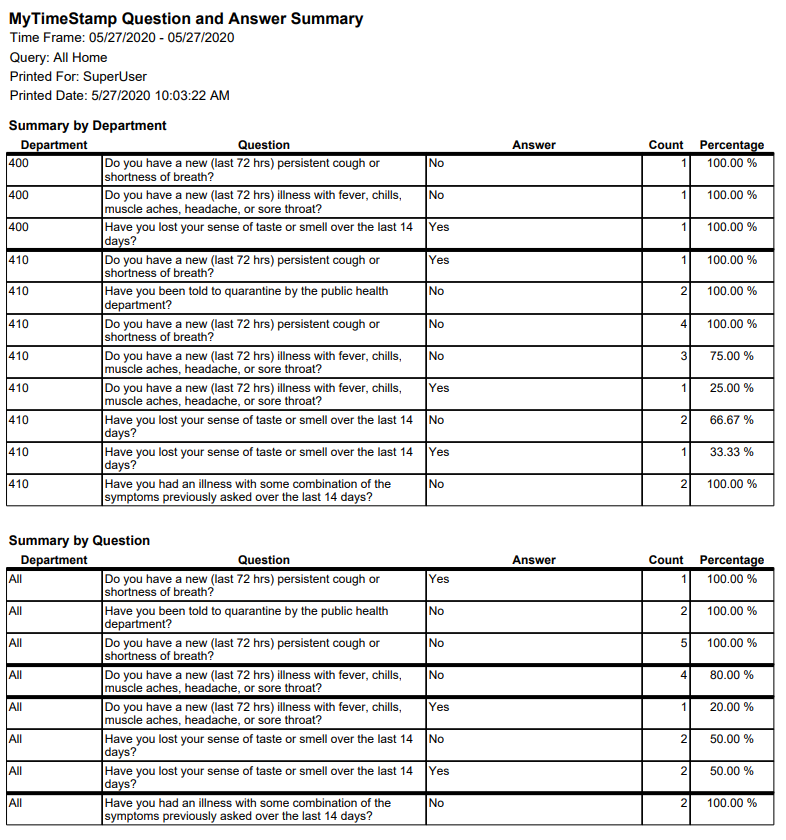 MyTimeStamp Question and Answer Summary
Time Frame: 05/27/2020 - 05/27/2020
Query: All Home
Printed For: SuperUser
Printed Date: 5/27/2020 10:03:22 AM
Summary by Department
Department Question Answer Count Percentage
400 Do you have a new (last 72 hrs) persistent cough or No 1 100.00 %
shortness of breath?
400 Do you have a new (last 72 hrs) illness with fever, chills, No 1 100.00 %
muscle aches, headache, or sore throat?
400 Have you lost your sense of taste or smell over the last 14 Yes 1 100.00 %
days?
410 Do you have a new (last 72 hrs) persistent cough or Yes 1 100.00 %
shortness of breath?
410 Have you been told to quarantine by the public health No 2 100.00 %
department?
410 Do you have a new (last 72 hrs) persistent cough or No 4 100.00 %
shortness of breath?
410 Do you have a new (last 72 hrs) illness with fever, chills, No 3 75.00 %
muscle aches, headache, or sore throat?
410 Do you have a new (last 72 hrs) illness with fever, chills, Yes 1 25.00 %
muscle aches, headache, or sore throat?
410 Have you lost your sense of taste or smell over the last 14 No 2 66.67 %
days?
410 Have you lost your sense of taste or smell over the last 14 Yes 1 33.33 %
days?
410 Have you had an illness with some combination of the No 2 100.00 %
symptoms previously asked over the last 14 days?
Summary by Question
Department Question Answer Count Percentage
All Do you have a new (last 72 hrs) persistent cough or Yes 1 100.00 %
shortness of breath?
All Have you been told to quarantine by the public health No 2 100.00 %
department?
All Do you have a new (last 72 hrs) persistent cough or No 5 100.00 %
shortness of breath?
All Do you have a new (last 72 hrs) illness with fever, chills, No 4 80.00 %
muscle aches, headache, or sore throat?
All Do you have a new (last 72 hrs) illness with fever, chills, Yes 1 20.00 %
muscle aches, headache, or sore throat?
All Have you lost your sense of taste or smell over the last 14 No 2 50.00 %
days?
All Have you lost your sense of taste or smell over the last 14 Yes 2 50.00 %
days?
All Have you had an illness with some combination of the No 2 100.00 %
symptoms previously asked over the last 14 days?